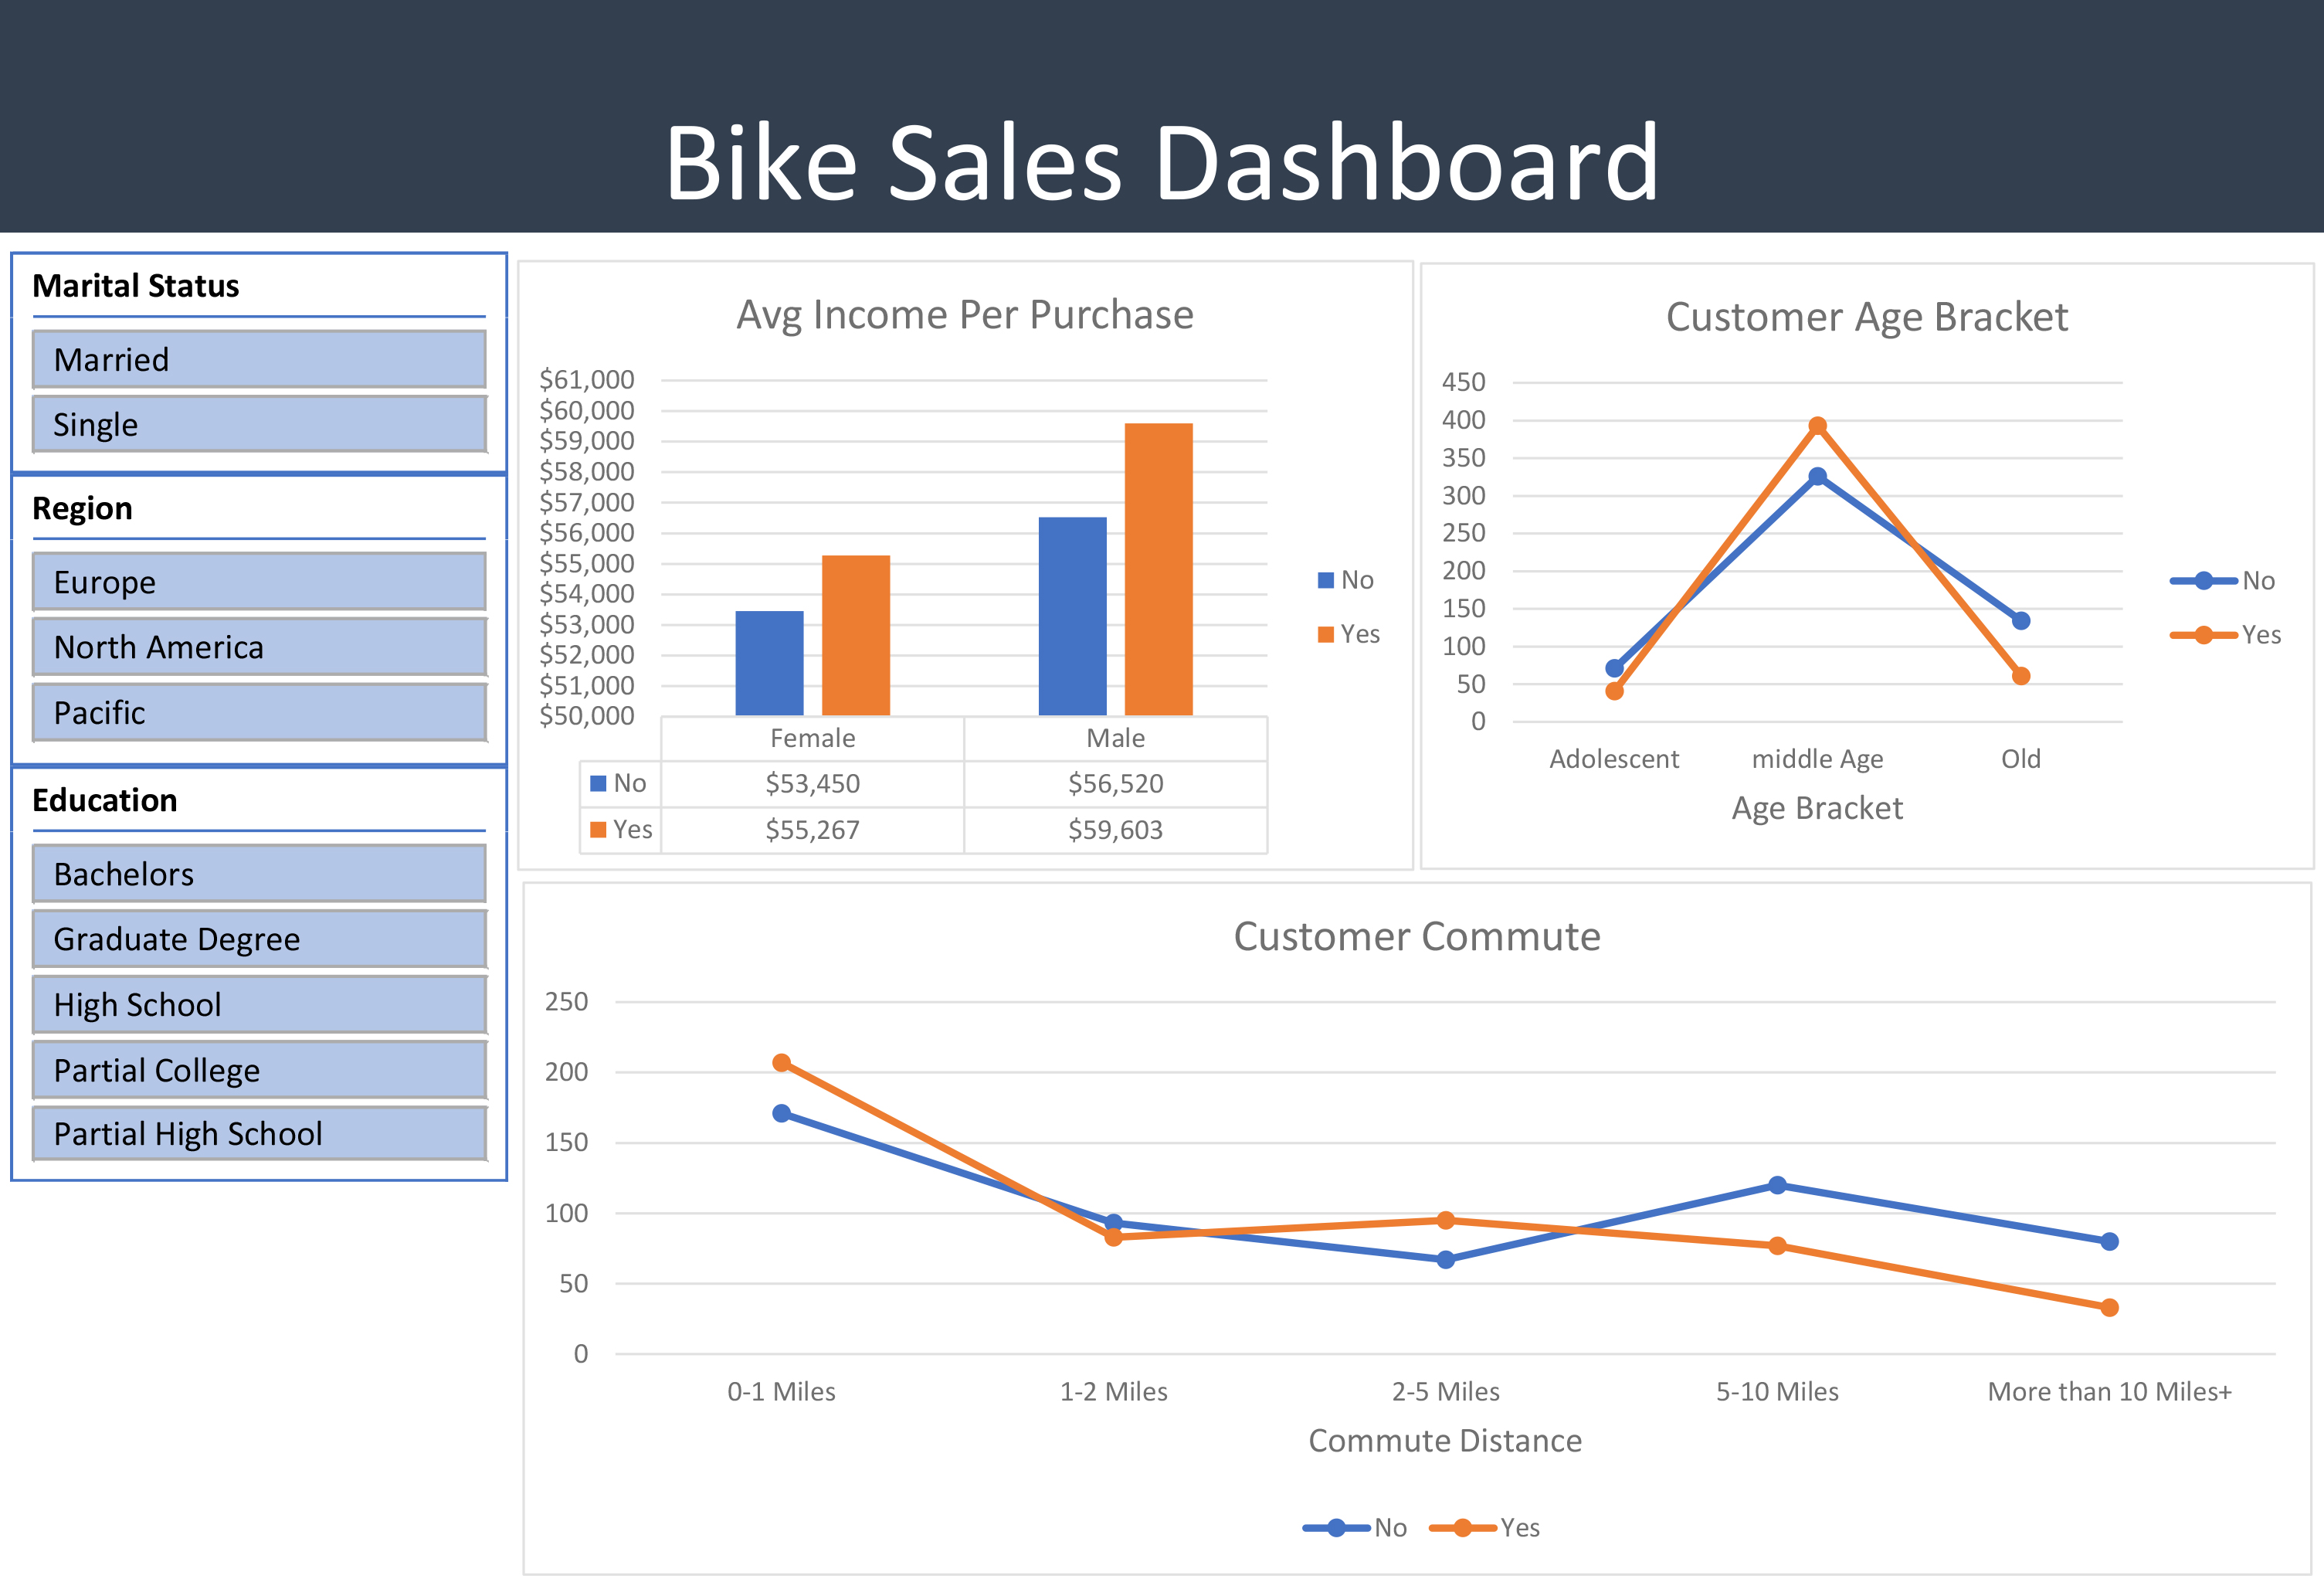 Bike Sales Dashboard
Marital Status
Married
Single
Region
Europe
North America
Pacific
Education
Bachelors
Graduate Degree
High School
Partial College
Partial High School
Avg Income Per Purchase
$61,000
$60,000
$59,000
$58,000
$57,000
$56,000
$55,000
$54,000
$53,000
$52,000
$51,000
$50,000
Female Male
No $53,450 $56,520
Yes $55,267 $59,603
No
Yes
Customer Age Bracket
450
400
350
300
250
200
150
100
50
0
Adolescent middle Age Old
Age Bracket
No
Yes
Customer Commute
250
200
150
100
50
0
0-1 Miles 1-2 Miles 2-5 Miles 5-10 Miles More than 10 Miles+
Commute Distance
No Yes